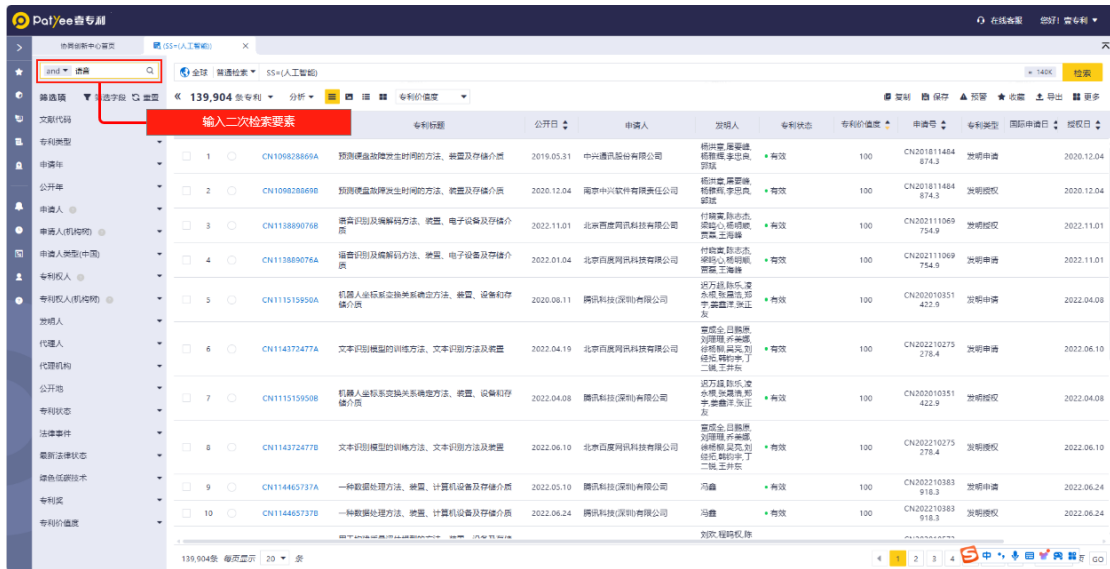 Patyee壹专利
在线客服 您好! 壹专利
协同创新中心首页 (SS=(人工智能)) ×
and 语音
全球 普通检索 SS=(人工智能) 140K 检索
筛选项 筛选字段 重置 139,904 条专利 分析 专利价值度 复制 保存 预警 收藏 导出 更多
输入二次检索要素
专利标题 公开日 申请人 发明人 专利状态 专利价值度 申请号 专利类型 国际申请日 授权日
文献代码
专利类型
申请年
公开年
申请人
申请人(机构树)
申请人类型(中国)
专利权人
专利权人(机构树)
发明人
代理人
代理机构
公开地
专利状态
法律事件
最新法律状态
绿色低碳技术
专利奖
专利价值度
1 CN109828869A 预测硬盘故障发生时间的方法、装置及存储介质 2019.05.31 中兴通讯股份有限公司 有效 100 CN201811484874.3 发明申请 2020.12.04
2 CN109828869B 预测硬盘故障发生时间的方法、装置及存储介质 2020.12.04 南京中兴软件有限责任公司 有效 100 CN201811484874.3 发明授权 2020.12.04
3 CN113889076B 语音识别及编解码方法、装置、电子设备及存储介质 2022.11.01 北京百度网讯科技有限公司 有效 100 CN202111069754.9 发明授权 2022.11.01
4 CN113889076A 语音识别及编解码方法、装置、电子设备及存储介质 2022.01.04 北京百度网讯科技有限公司 有效 100 CN202111069754.9 发明申请 2022.11.01
5 CN111515950A 机器人坐标系变换关系确定方法、装置、设备和存储介质 2020.08.11 腾讯科技(深圳)有限公司 有效 100 CN202010351422.9 发明申请 2022.04.08
6 CN114372477A 文本识别模型的训练方法、文本识别方法及装置 2022.04.19 北京百度网讯科技有限公司 有效 100 CN202210275278.4 发明申请 2022.06.10
7 CN111515950B 机器人坐标系变换关系确定方法、装置、设备和存储介质 2022.04.08 腾讯科技(深圳)有限公司 有效 100 CN202010351422.9 发明授权 2022.04.08
8 CN114372477B 文本识别模型的训练方法、文本识别方法及装置 2022.06.10 北京百度网讯科技有限公司 有效 100 CN202210275278.4 发明授权 2022.06.10
9 CN114465737A 一种数据处理方法、装置、计算机设备及存储介质 2022.05.10 腾讯科技(深圳)有限公司 冯鑫 有效 100 CN202210383918.3 发明申请 2022.06.24
10 CN114465737B 一种数据处理方法、装置、计算机设备及存储介质 2022.06.24 腾讯科技(深圳)有限公司 冯鑫 有效 100 CN202210383918.3 发明授权 2022.06.24
139,904条 每页显示 20 条 1 2 3 4 中 页 GO